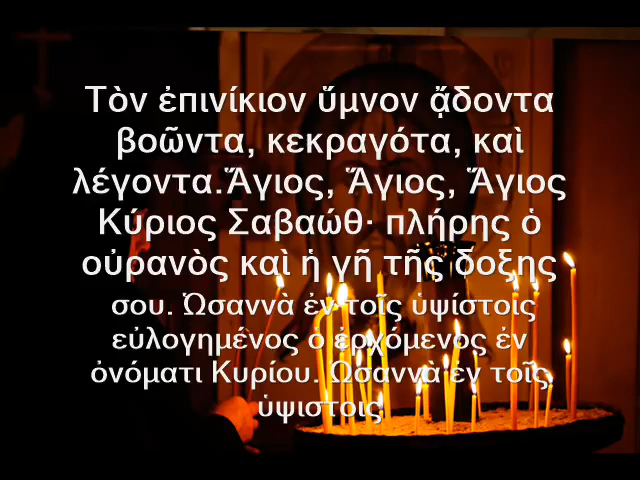 Τὸν ἐπινίκιον ὕμνον ᾄδοντα
βοῶντα, κεκραγότα, καὶ
λέγοντα.Ἅγιος, Ἅγιος, Ἅγιος
Κύριος Σαβαώθ· πλήρης ὁ
οὐρανὸς καὶ ἡ γῆ τῆς δοξης
σου. Ὡσαννὰ ἐν τοῖς ὑψίστοις
εὐλογημένος ὁ ἐρχόμενος ἐν
ὀνόματι Κυρίου. Ὡσαννὰ ἐν τοῖς
ὑψιστοις